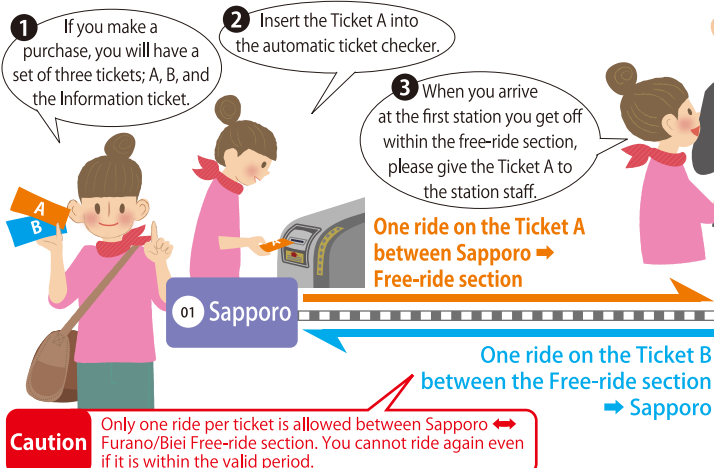 1 If you make a
purchase, you will have a
set of three tickets; A, B, and
the Information ticket.
2 Insert the Ticket A into
the automatic ticket checker.
3 When you arrive
at the first station you get off
within the free-ride section,
please give the Ticket A to
the station staff.
A
B
A
One ride on the Ticket A
between Sapporo ➡
Free-ride section
01 Sapporo
One ride on the Ticket B
between the Free-ride section
➡ Sapporo
Caution
Only one ride per ticket is allowed between Sapporo ⬌
Furano/Biei Free-ride section. You cannot ride again even
if it is within the valid period.